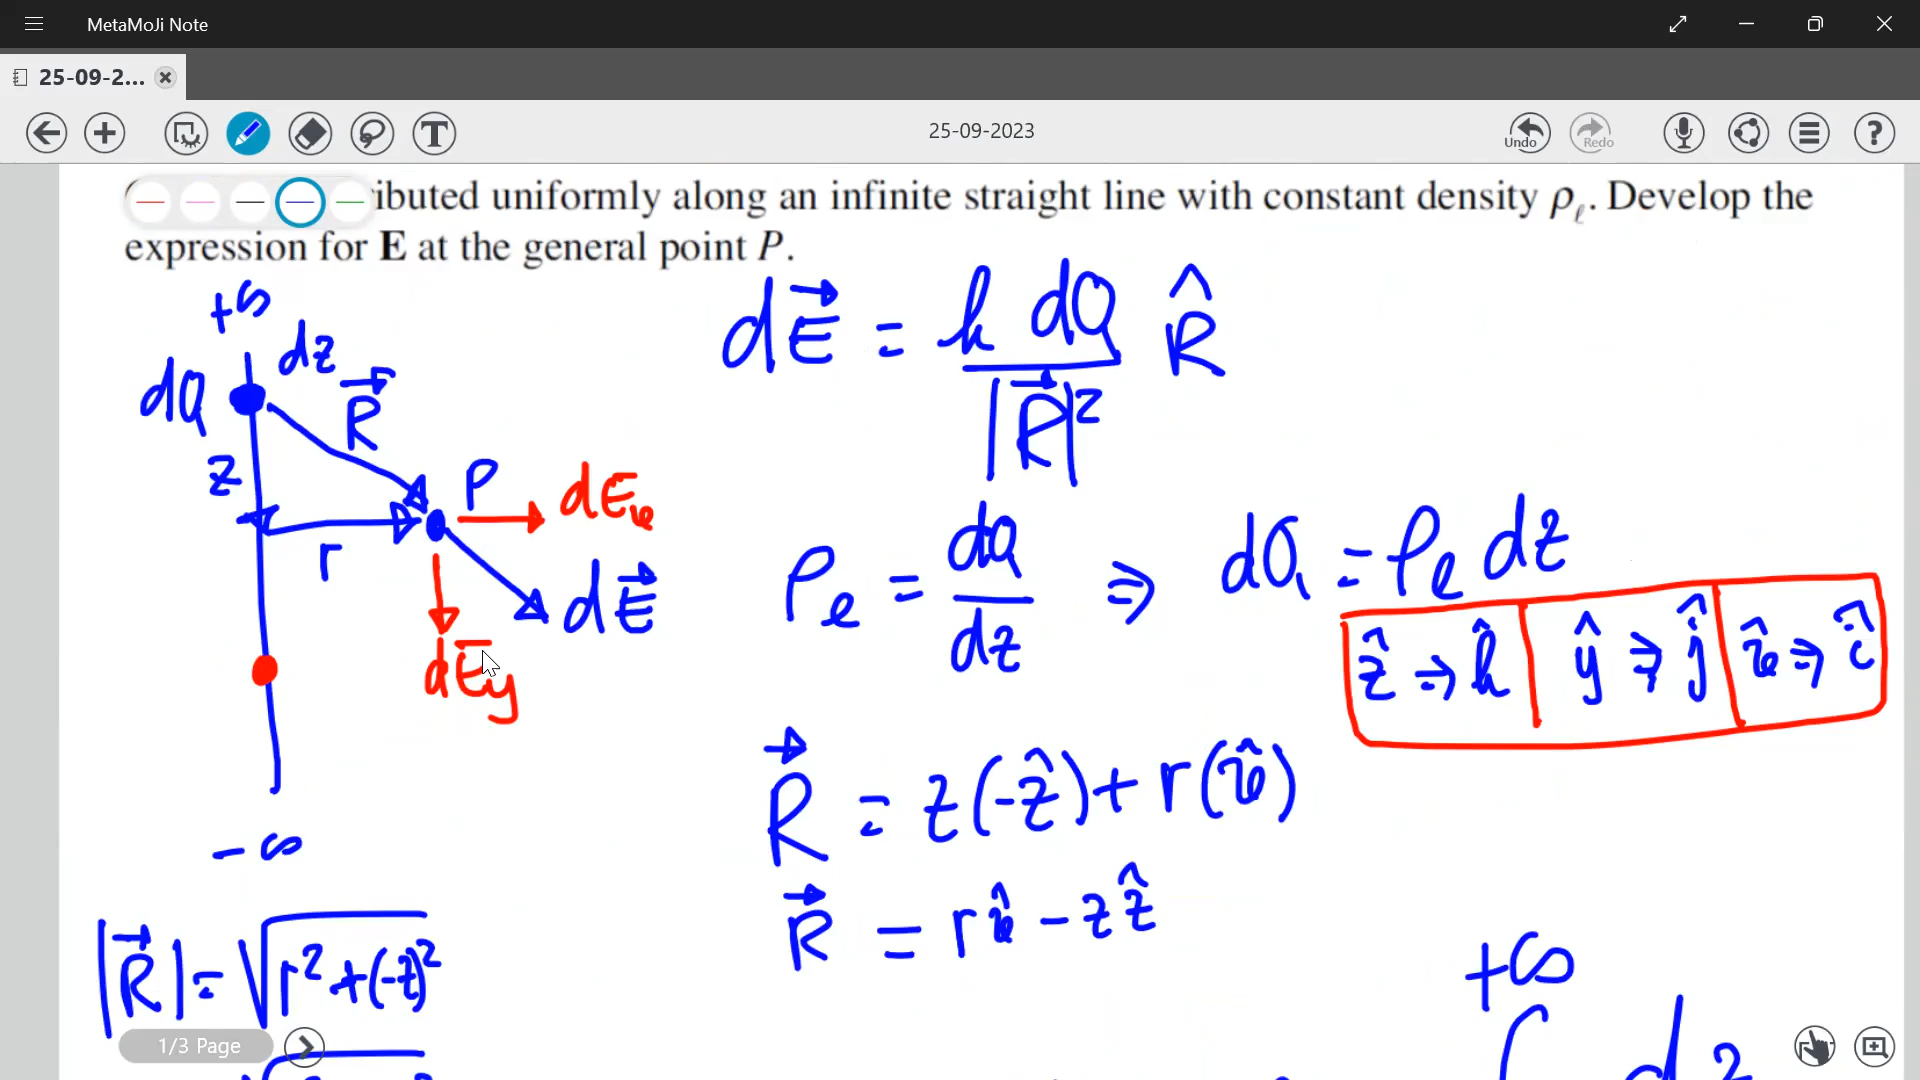 MetaMoJi Note
25-09-2...
25-09-2023
Undo
Redo
ibuted uniformly along an infinite straight line with constant density ρℓ. Develop the
expression for E at the general point P.
+∞
dz
dQ
R⃗
z
P
r
dE⃗
-∞
dE⃗ = k dQ / |R⃗|² R̂
ρℓ = dQ/dz ⇒ dQ = ρℓ dz
ẑ ⇒ k̂ | ŷ ⇒ ĵ | x̂ ⇒ î
R⃗ = z(-ẑ) + r(x̂)
R⃗ = r x̂ - z ẑ
|R⃗| = √(r² + (-z)²)
+∞
1/3 Page